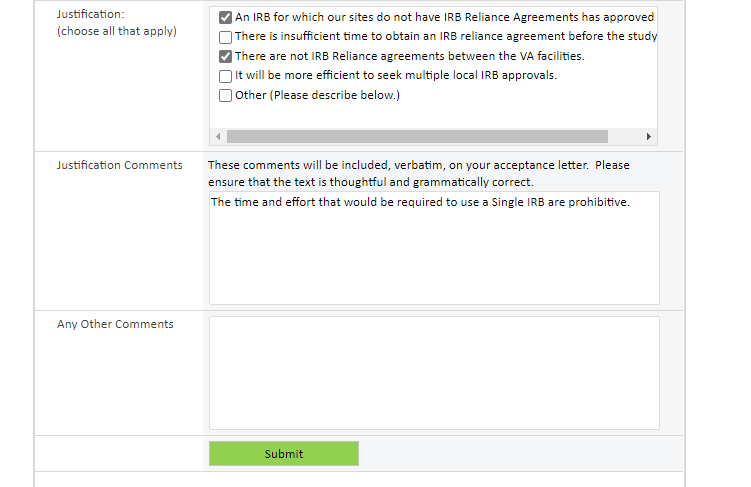 Justification:
(choose all that apply)
An IRB for which our sites do not have IRB Reliance Agreements has approved
There is insufficient time to obtain an IRB reliance agreement before the study
There are not IRB Reliance agreements between the VA facilities.
It will be more efficient to seek multiple local IRB approvals.
Other (Please describe below.)
Justification Comments
These comments will be included, verbatim, on your acceptance letter.  Please
ensure that the text is thoughtful and grammatically correct.
The time and effort that would be required to use a Single IRB are prohibitive.
Any Other Comments
Submit